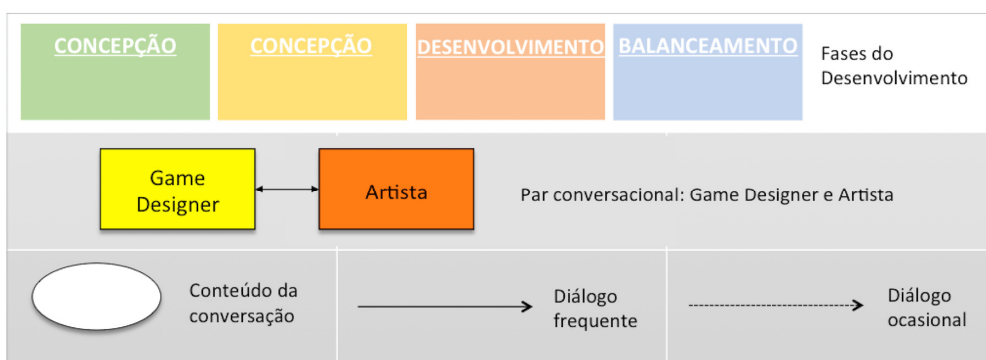 CONCEPÇÃO
CONCEPÇÃO
DESENVOLVIMENTO
BALANCEAMENTO
Fases do
Desenvolvimento
Game
Designer
Artista
Par conversacional: Game Designer e Artista
Conteúdo da
conversação
Diálogo
frequente
Diálogo
ocasional